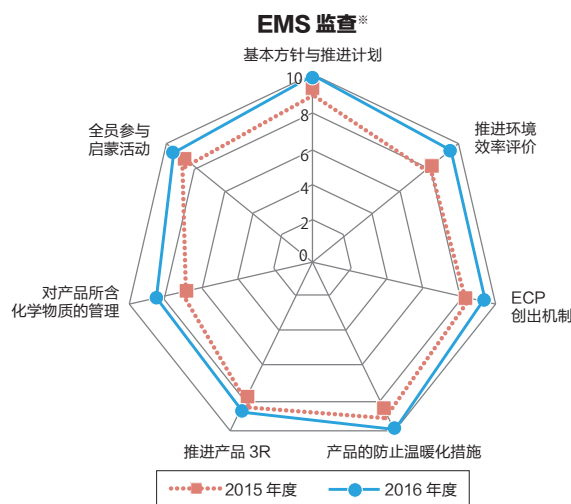 EMS 监查※
基本方针与推进计划
10
8
6
4
2
0
推进环境
效率评价
ECP
创出机制
产品的防止温暖化措施
推进产品 3R
对产品所含
化学物质的管理
全员参与
启蒙活动
2015 年度
2016 年度